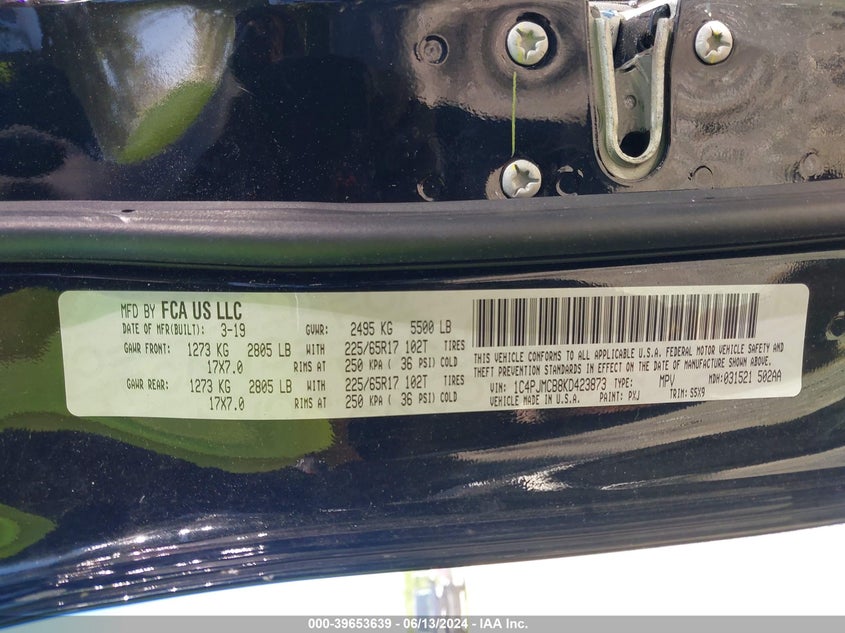 MFD BY FCA US LLC
DATE OF MFR(BUILT): 3-19 GVWR: 2495 KG 5500 LB
GAWR FRONT: 1273 KG 2805 LB WITH 225/65R17 102T TIRES
17X7.0 RIMS AT 250 KPA ( 36 PSI) COLD
GAWR REAR: 1273 KG 2805 LB WITH 225/65R17 102T TIRES
17X7.0 RIMS AT 250 KPA ( 36 PSI) COLD
THIS VEHICLE CONFORMS TO ALL APPLICABLE U.S.A. FEDERAL MOTOR VEHICLE SAFETY AND
THEFT PREVENTION STANDARDS IN EFFECT ON THE DATE OF MANUFACTURE SHOWN ABOVE.
VIN: 1C4PJMCB8KD423873 TYPE: MPV MDH:031521 502AA
VEHICLE MADE IN U.S.A. PAINT: PXJ TRIM: S5X9
000-39653639 - 06/13/2024 - IAA Inc.